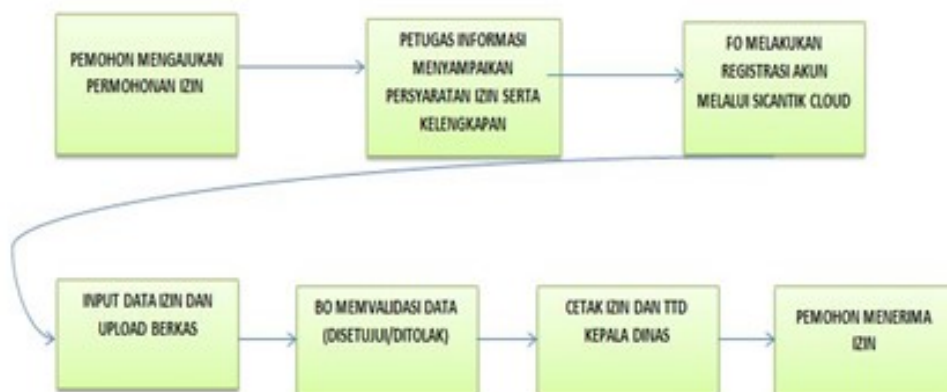 PEMOHON MENGAJUKAN
PERMOHONAN IZIN
PETUGAS INFORMASI
MENYAMPAIKAN
PERSYARATAN IZIN SERTA
KELENGKAPAN
FO MELAKUKAN
REGISTRASI AKUN
MELALUI SICANTIK CLOUD
INPUT DATA IZIN DAN
UPLOAD BERKAS
BO MEMVALIDASI DATA
(DISETUJUI/DITOLAK)
CETAK IZIN DAN TTD
KEPALA DINAS
PEMOHON MENERIMA
IZIN